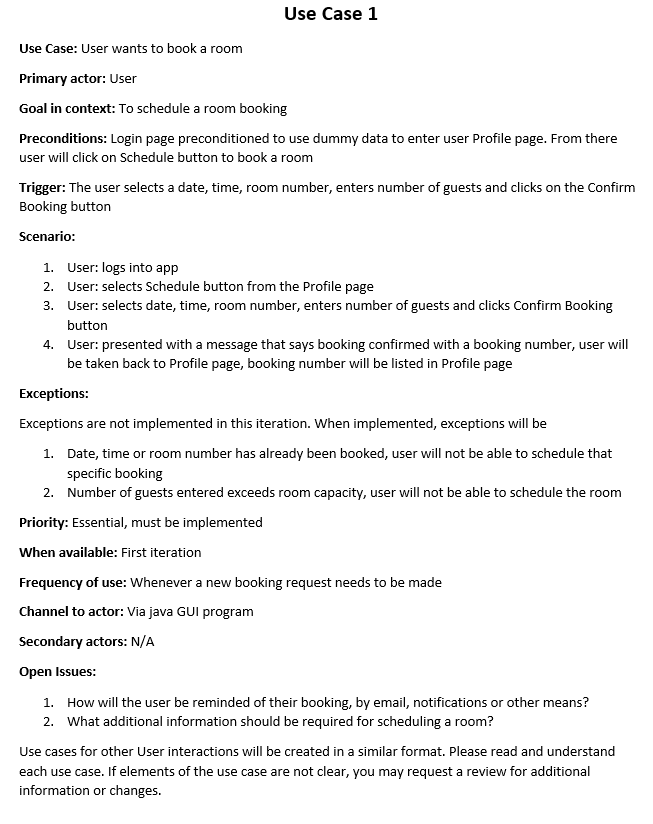 Use Case 1
Use Case: User wants to book a room
Primary actor: User
Goal in context: To schedule a room booking
Preconditions: Login page preconditioned to use dummy data to enter user Profile page. From there
user will click on Schedule button to book a room
Trigger: The user selects a date, time, room number, enters number of guests and clicks on the Confirm
Booking button
Scenario:
1. User: logs into app
2. User: selects Schedule button from the Profile page
3. User: selects date, time, room number, enters number of guests and clicks Confirm Booking
button
4. User: presented with a message that says booking confirmed with a booking number, user will
be taken back to Profile page, booking number will be listed in Profile page
Exceptions:
Exceptions are not implemented in this iteration. When implemented, exceptions will be
1. Date, time or room number has already been booked, user will not be able to schedule that
specific booking
2. Number of guests entered exceeds room capacity, user will not be able to schedule the room
Priority: Essential, must be implemented
When available: First iteration
Frequency of use: Whenever a new booking request needs to be made
Channel to actor: Via java GUI program
Secondary actors: N/A
Open Issues:
1. How will the user be reminded of their booking, by email, notifications or other means?
2. What additional information should be required for scheduling a room?
Use cases for other User interactions will be created in a similar format. Please read and understand
each use case. If elements of the use case are not clear, you may request a review for additional
information or changes.